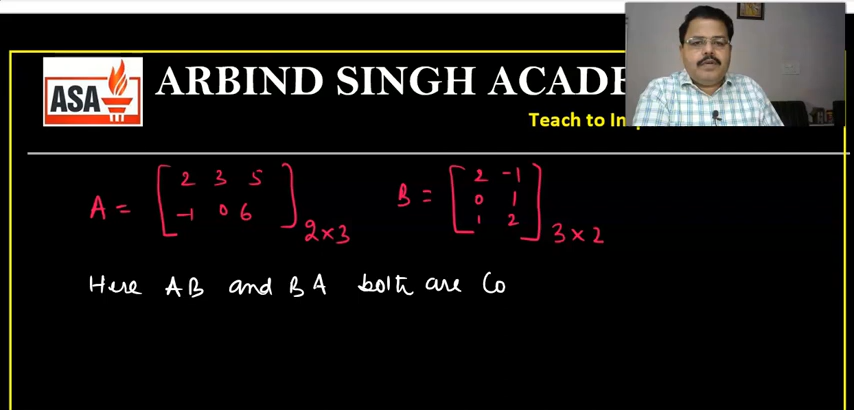 ASA ARBIND SINGH ACADE
Teach to In
A = [ 2 3 5 B = [ 2 -1
-1 0 6 ] 2×3 0 1
1 2 ] 3×2
Here AB and BA both are Co